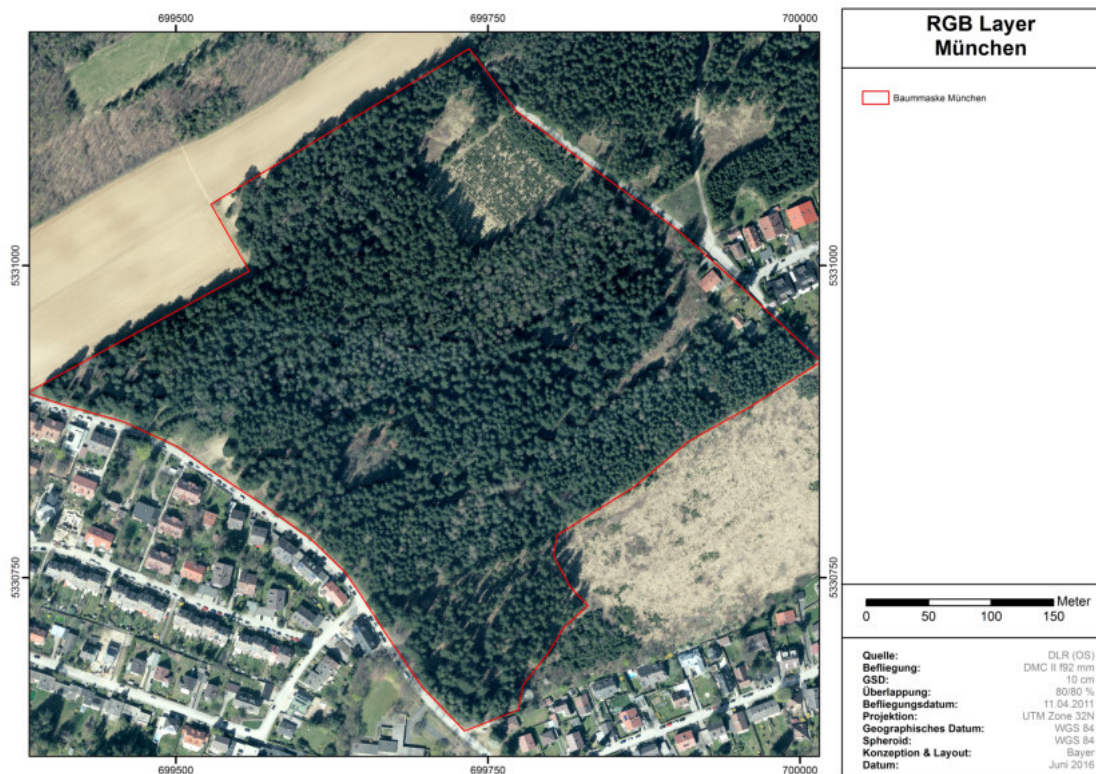 699500
699750
700000
RGB Layer
München
Baummaske München
5331000
5331000
5330750
5330750
Meter
0 50 100 150
Quelle: DLR (OS)
Befliegung: DMC II f92 mm
GSD: 10 cm
Überlappung: 80/80 %
Befliegungsdatum: 11.04.2011
Projektion: UTM Zone 32N
Geographisches Datum: WGS 84
Spheroid: WGS 84
Konzeption & Layout: Bayer
Datum: Juni 2016
699500
699750
700000